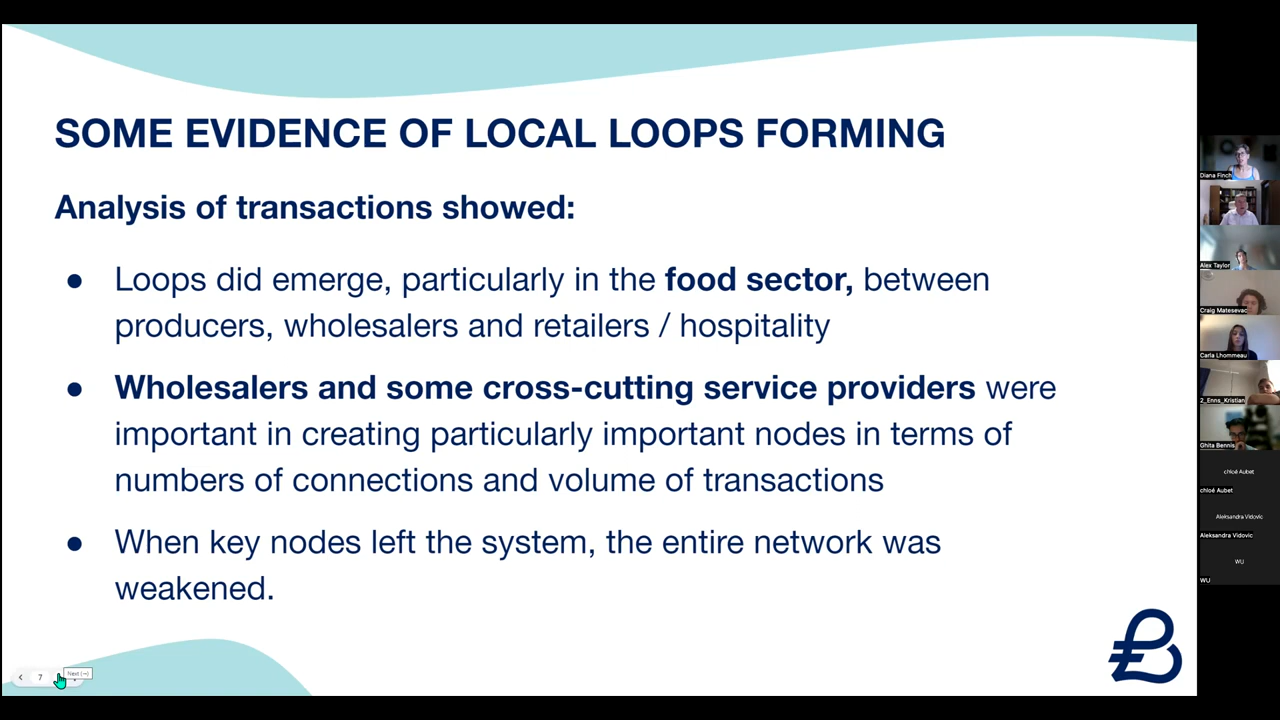 SOME EVIDENCE OF LOCAL LOOPS FORMING
Analysis of transactions showed:
● Loops did emerge, particularly in the food sector, between
producers, wholesalers and retailers / hospitality
● Wholesalers and some cross-cutting service providers were
important in creating particularly important nodes in terms of
numbers of connections and volume of transactions
● When key nodes left the system, the entire network was
weakened.
7
Next (→)
Diana Finch
Alex Taylor
Craig Matesevac
Carla Lhommeau
2_Enns_Kristian
Ghita Bennis
chloé Aubet
chloé Aubet
Aleksandra Vidovic
Aleksandra Vidovic
WU
WU